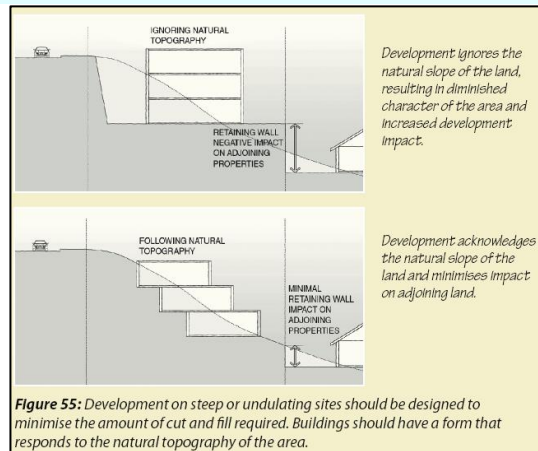 IGNORING NATURAL
TOPOGRAPHY
RETAINING WALL
NEGATIVE IMPACT
ON ADJOINING
PROPERTIES
Development ignores the
natural slope of the land,
resulting in diminished
character of the area and
increased development
impact.
FOLLOWING NATURAL
TOPOGRAPHY
MINIMAL
RETAINING WALL
IMPACT ON
ADJOINING
PROPERTIES
Development acknowledges
the natural slope of the
land and minimises impact
on adjoining land.
Figure 55: Development on steep or undulating sites should be designed to
minimise the amount of cut and fill required. Buildings should have a form that
responds to the natural topography of the area.